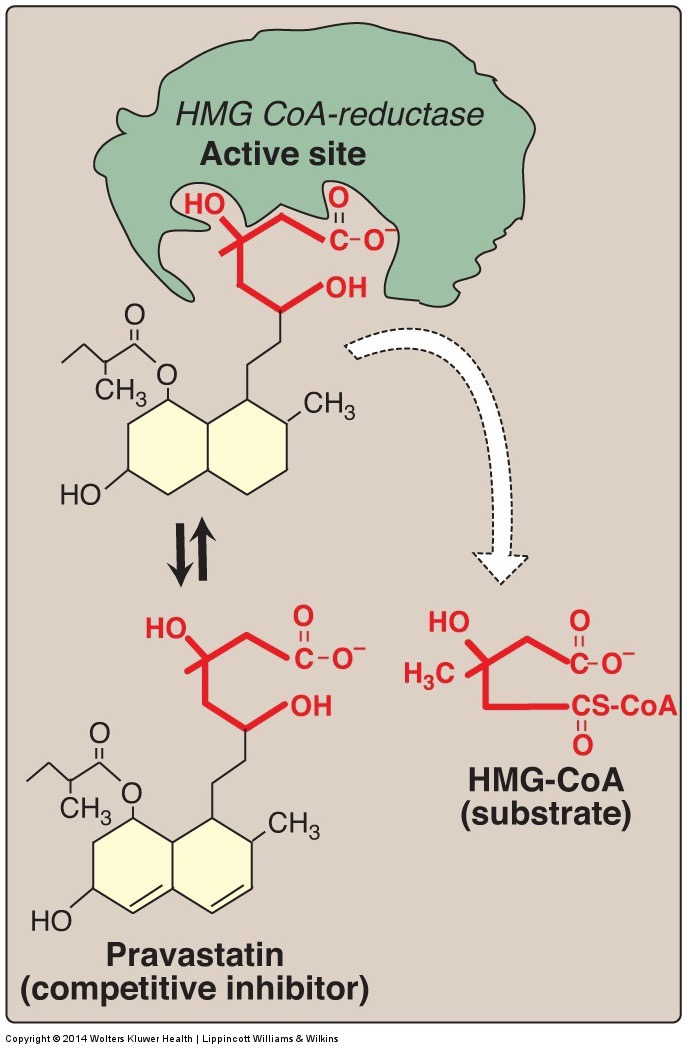 HMG CoA-reductase
Active site
HO
O
C–O⁻
OH
O
O
CH₃
CH₃
HO
HO
O
C–O⁻
OH
O
O
CH₃
CH₃
HO
Pravastatin
(competitive inhibitor)
HO
O
C–O⁻
H₃C
CS-CoA
O
HMG-CoA
(substrate)
Copyright © 2014 Wolters Kluwer Health | Lippincott Williams & Wilkins